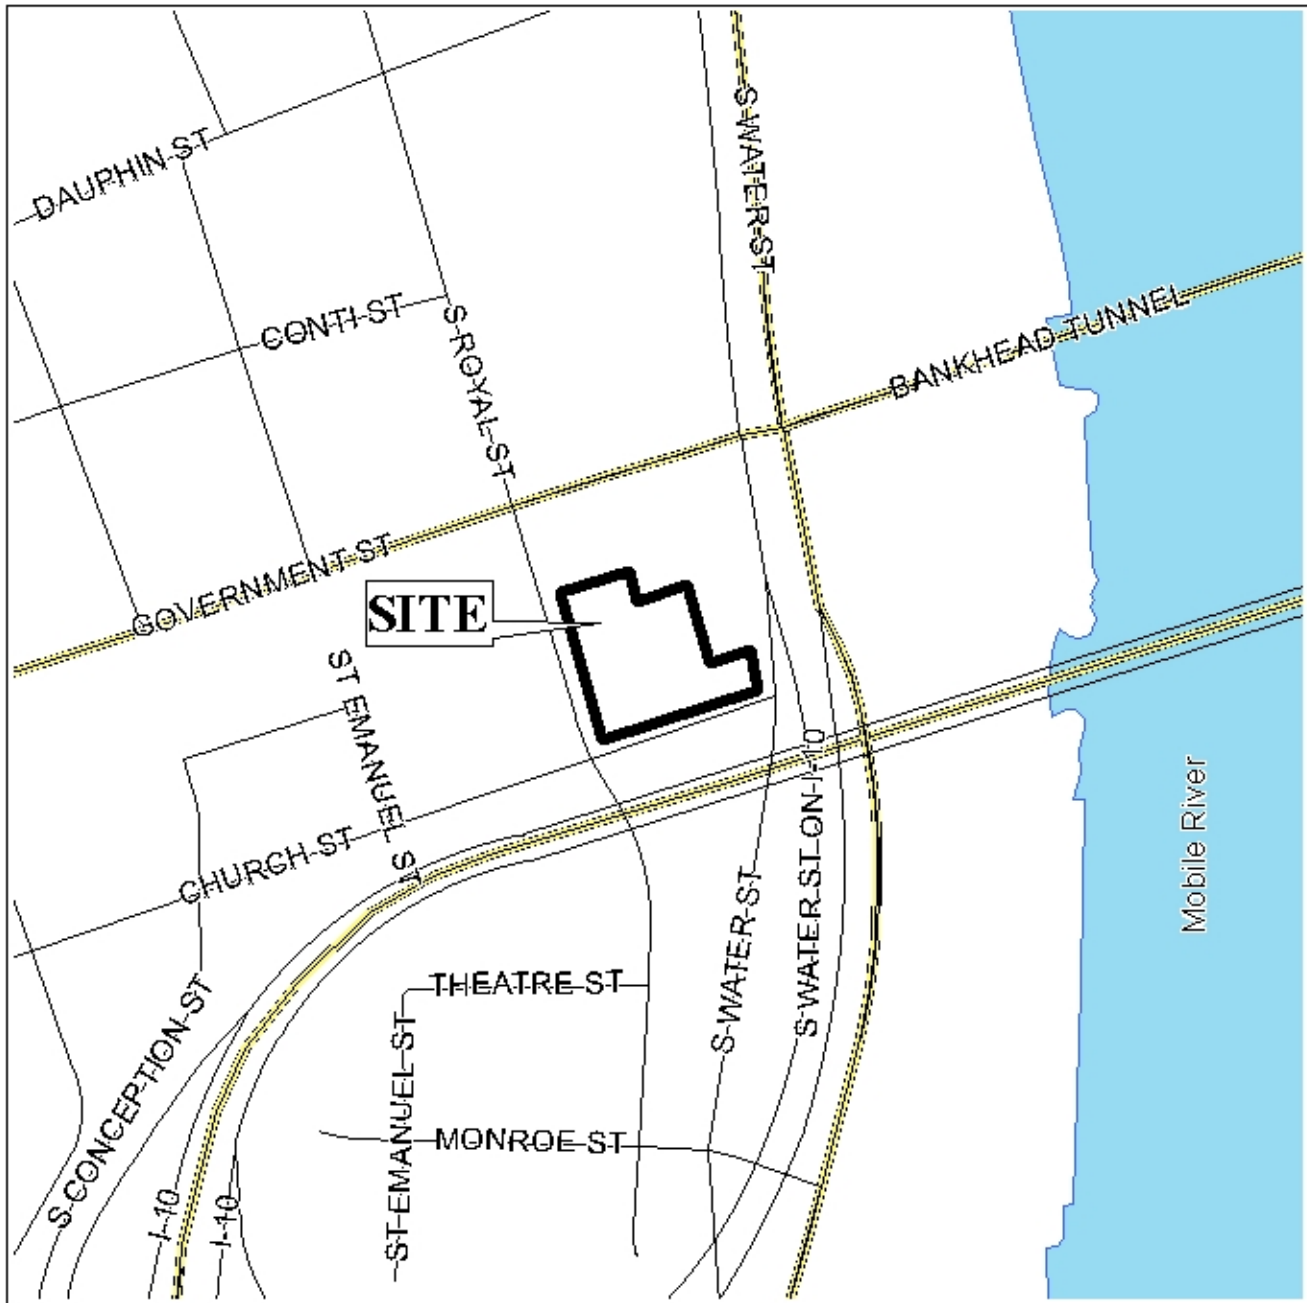 S WATER ST
DAUPHIN ST
CONTI ST
S ROYAL ST
BANKHEAD TUNNEL
GOVERNMENT ST
SITE
ST EMANUEL ST
CHURCH ST
S WATER ST ON I-10
Mobile River
S WATER ST
THEATRE ST
S CONCEPTION ST
ST EMANUEL ST
MONROE ST
I-10
I-10